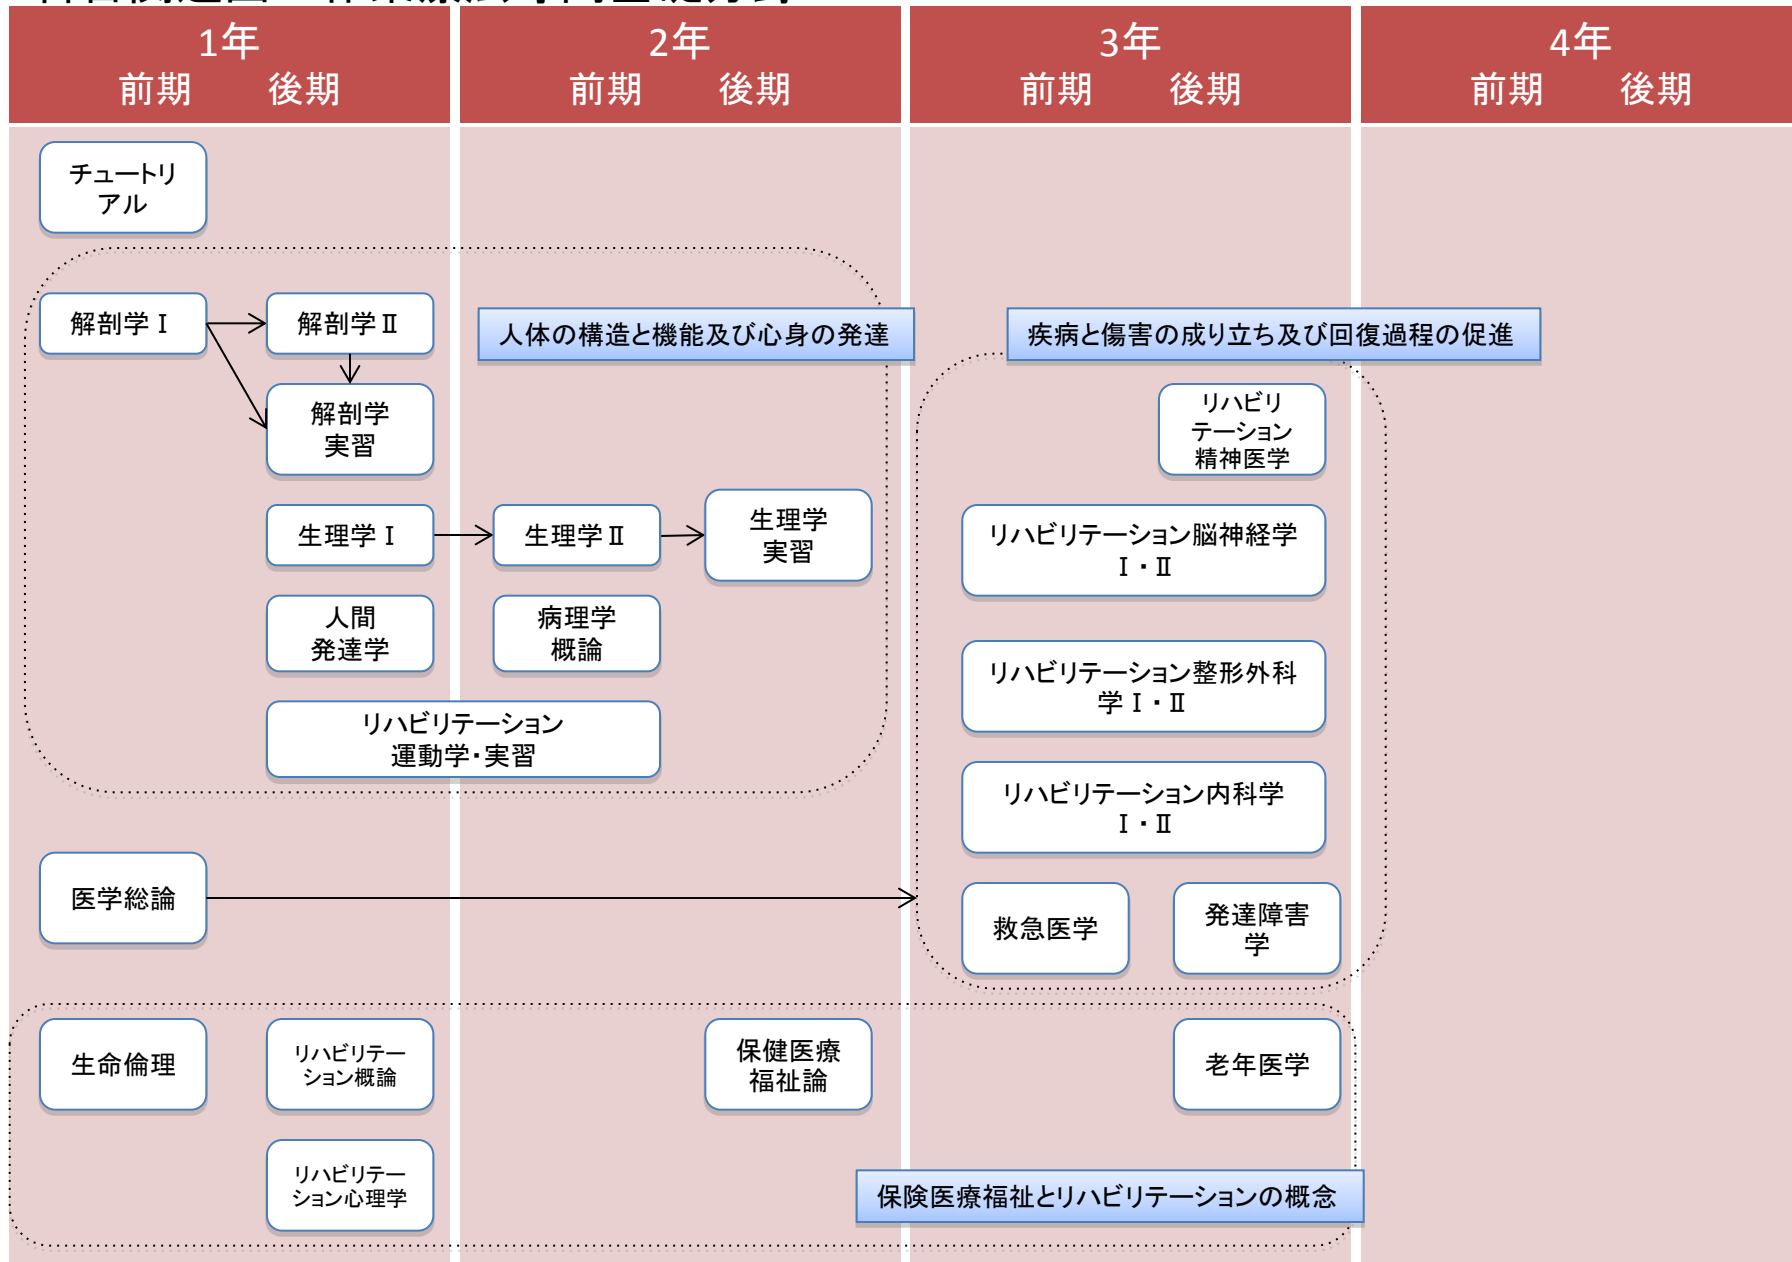 1年
前期 後期
2年
前期 後期
3年
前期 後期
4年
前期 後期
チュートリ
アル
解剖学Ⅰ
解剖学Ⅱ
人体の構造と機能及び心身の発達
疾病と傷害の成り立ち及び回復過程の促進
解剖学
実習
リハビリ
テーション
精神医学
生理学Ⅰ
生理学Ⅱ
生理学
実習
リハビリテーション脳神経学
Ⅰ・Ⅱ
人間
発達学
病理学
概論
リハビリテーション整形外科
学Ⅰ・Ⅱ
リハビリテーション
運動学・実習
リハビリテーション内科学
Ⅰ・Ⅱ
医学総論
救急医学
発達障害
学
生命倫理
リハビリテー
ション概論
保健医療
福祉論
老年医学
リハビリテー
ション心理学
保険医療福祉とリハビリテーションの概念